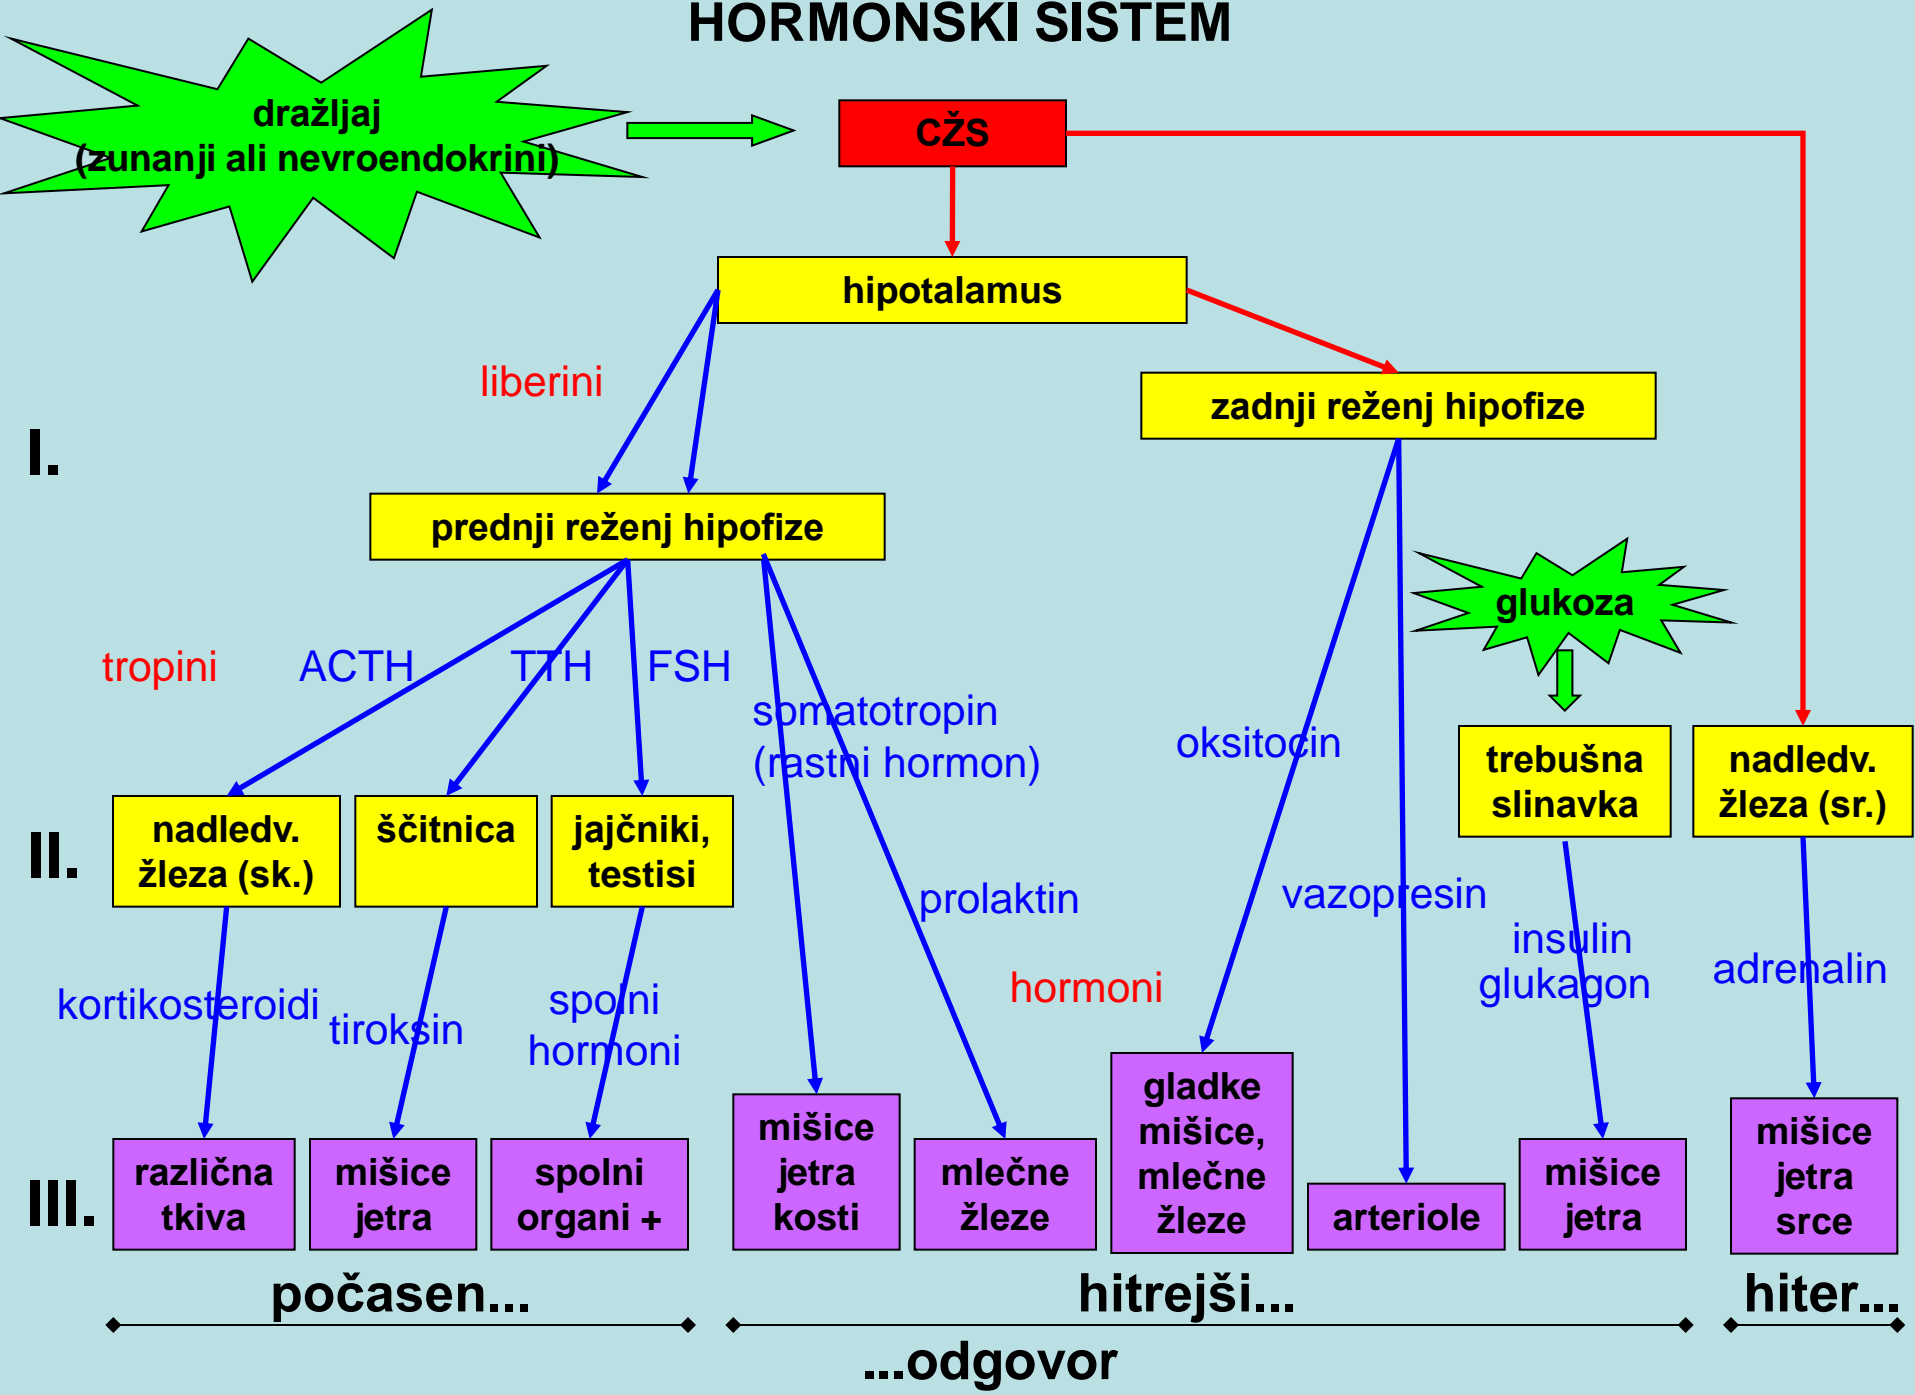 HORMONSKI SISTEM
dražljaj
(zunanji ali nevroendokrini)
CŽS
hipotalamus
liberini
zadnji reženj hipofize
I.
prednji reženj hipofize
glukoza
tropini
ACTH
TTH
FSH
somatotropin
(rastni hormon)
oksitocin
trebušna
slinavka
nadledv.
žleza (sr.)
II.
nadledv.
žleza (sk.)
ščitnica
jajčniki,
testisi
prolaktin
vazopresin
insulin
glukagon
adrenalin
kortikosteroidi
tiroksin
spolni
hormoni
hormoni
III.
različna
tkiva
mišice
jetra
spolni
organi +
mišice
jetra
kosti
mlečne
žleze
gladke
mišice,
mlečne
žleze
arteriole
mišice
jetra
mišice
jetra
srce
počasen...
hitrejši...
hiter...
...odgovor